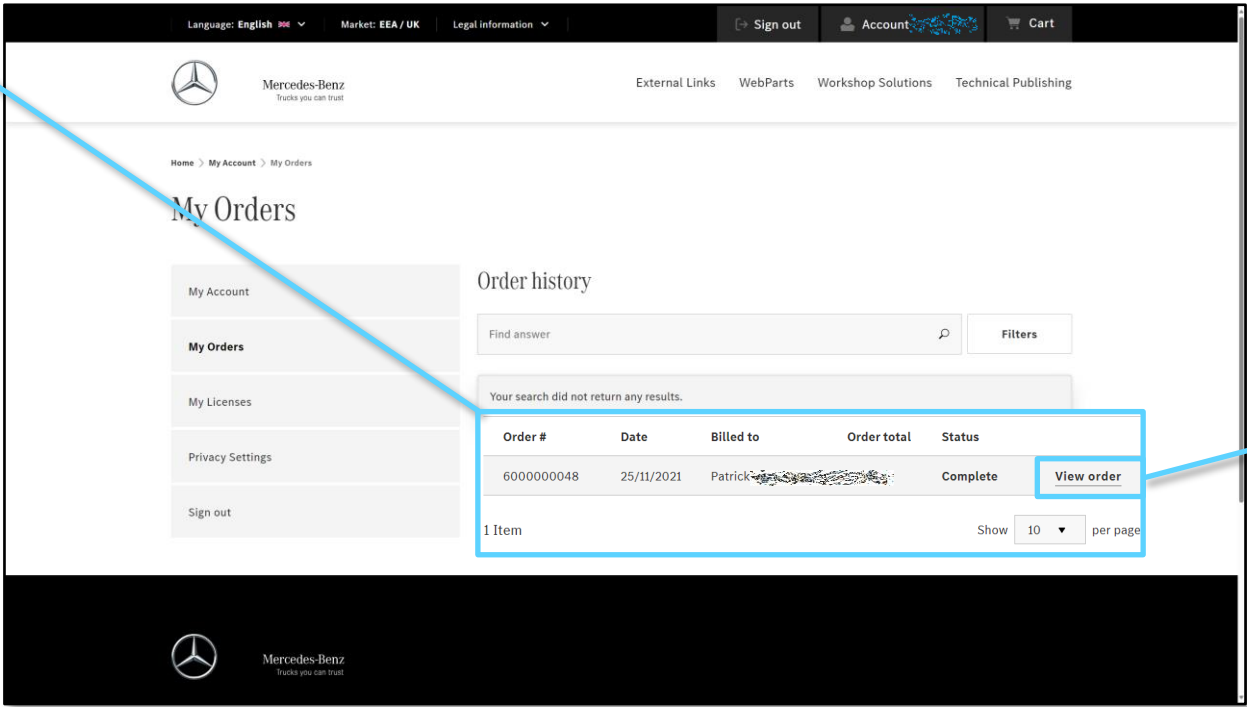 Language: English Market: EEA / UK Legal information Sign out Account Cart
Mercedes-Benz
Trucks you can trust
External Links WebParts Workshop Solutions Technical Publishing
Home > My Account > My Orders
My Orders
My Account
My Orders
My Licenses
Privacy Settings
Sign out
Order history
Find answer Filters
Your search did not return any results.
Order # Date Billed to Order total Status
6000000048 25/11/2021 Patrick Complete View order
1 Item Show 10 per page
Mercedes-Benz
Trucks you can trust